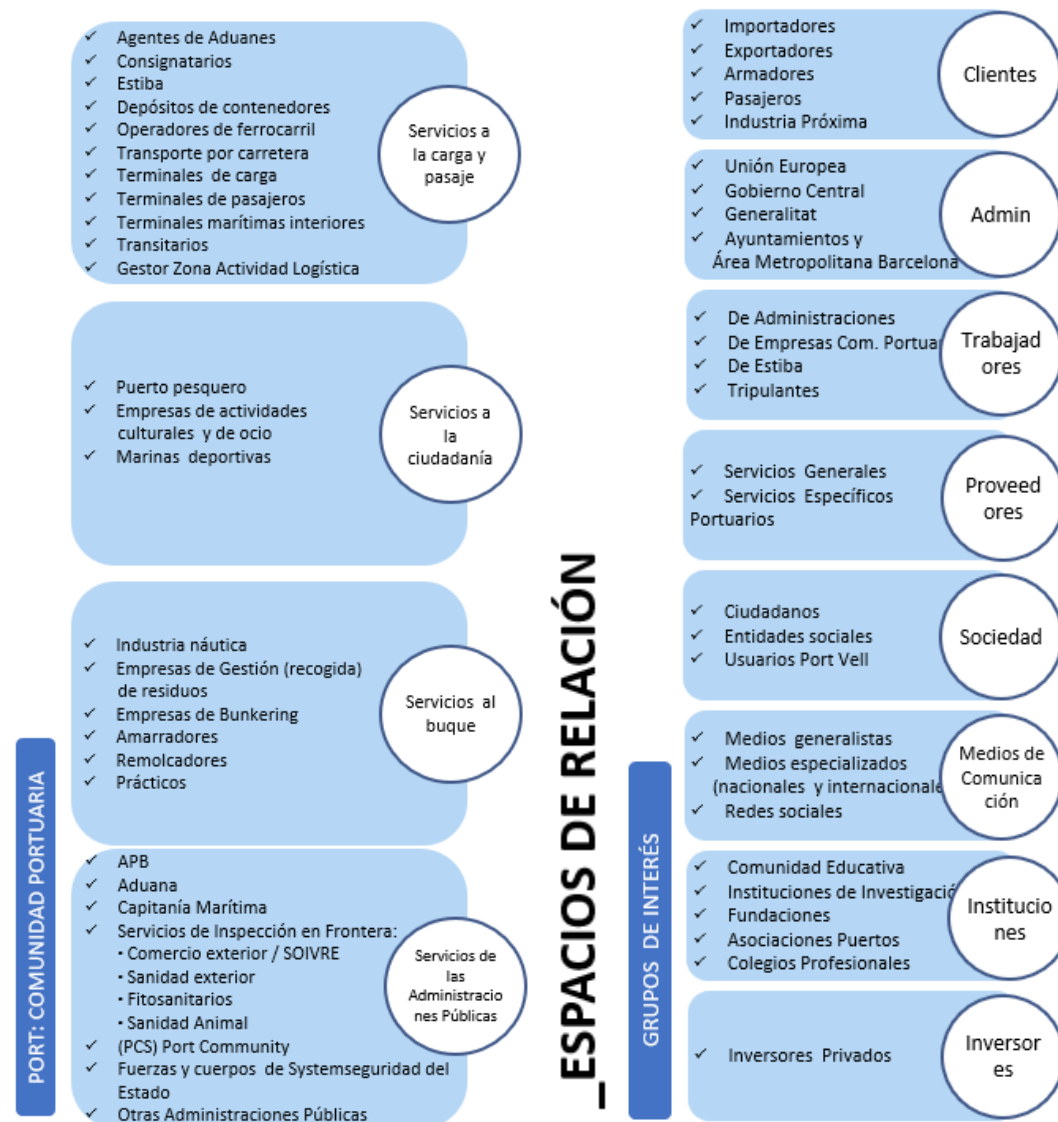 Agentes de Aduanes
Consignatarios
Estiba
Depósitos de contenedores
Operadores de ferrocarril
Transporte por carretera
Terminales de carga
Terminales de pasajeros
Terminales marítimas interiores
Transitarios
Gestor Zona Actividad Logística
Servicios a
la carga y
pasaje
Puerto pesquero
Empresas de actividades
culturales y de ocio
Marinas deportivas
Servicios a
la
ciudadanía
Industria náutica
Empresas de Gestión (recogida)
de residuos
Empresas de Bunkering
Amarradores
Remolcadores
Prácticos
Servicios al
buque
APB
Aduana
Capitanía Marítima
Servicios de Inspección en Frontera:
• Comercio exterior / SOIVRE
• Sanidad exterior
• Fitosanitarios
• Sanidad Animal
(PCS) Port Community
Fuerzas y cuerpos de Systemseguridad del
Estado
Otras Administraciones Públicas
Servicios de
las
Administracio
nes Públicas
PORT: COMUNIDAD PORTUARIA
_ESPACIOS DE RELACIÓN
GRUPOS DE INTERÉS
Importadores
Exportadores
Armadores
Pasajeros
Industria Próxima
Clientes
Unión Europea
Gobierno Central
Generalitat
Ayuntamientos y
Área Metropolitana Barcelona
Admin
De Administraciones
De Empresas Com. Portua
De Estiba
Tripulantes
Trabajad
ores
Servicios Generales
Servicios Específicos
Portuarios
Proveed
ores
Ciudadanos
Entidades sociales
Usuarios Port Vell
Sociedad
Medios generalistas
Medios especializados
(nacionales y internacionale
Redes sociales
Medios de
Comunica
ción
Comunidad Educativa
Instituciones de Investigació
Fundaciones
Asociaciones Puertos
Colegios Profesionales
Institucio
nes
Inversores Privados
Inversor
es